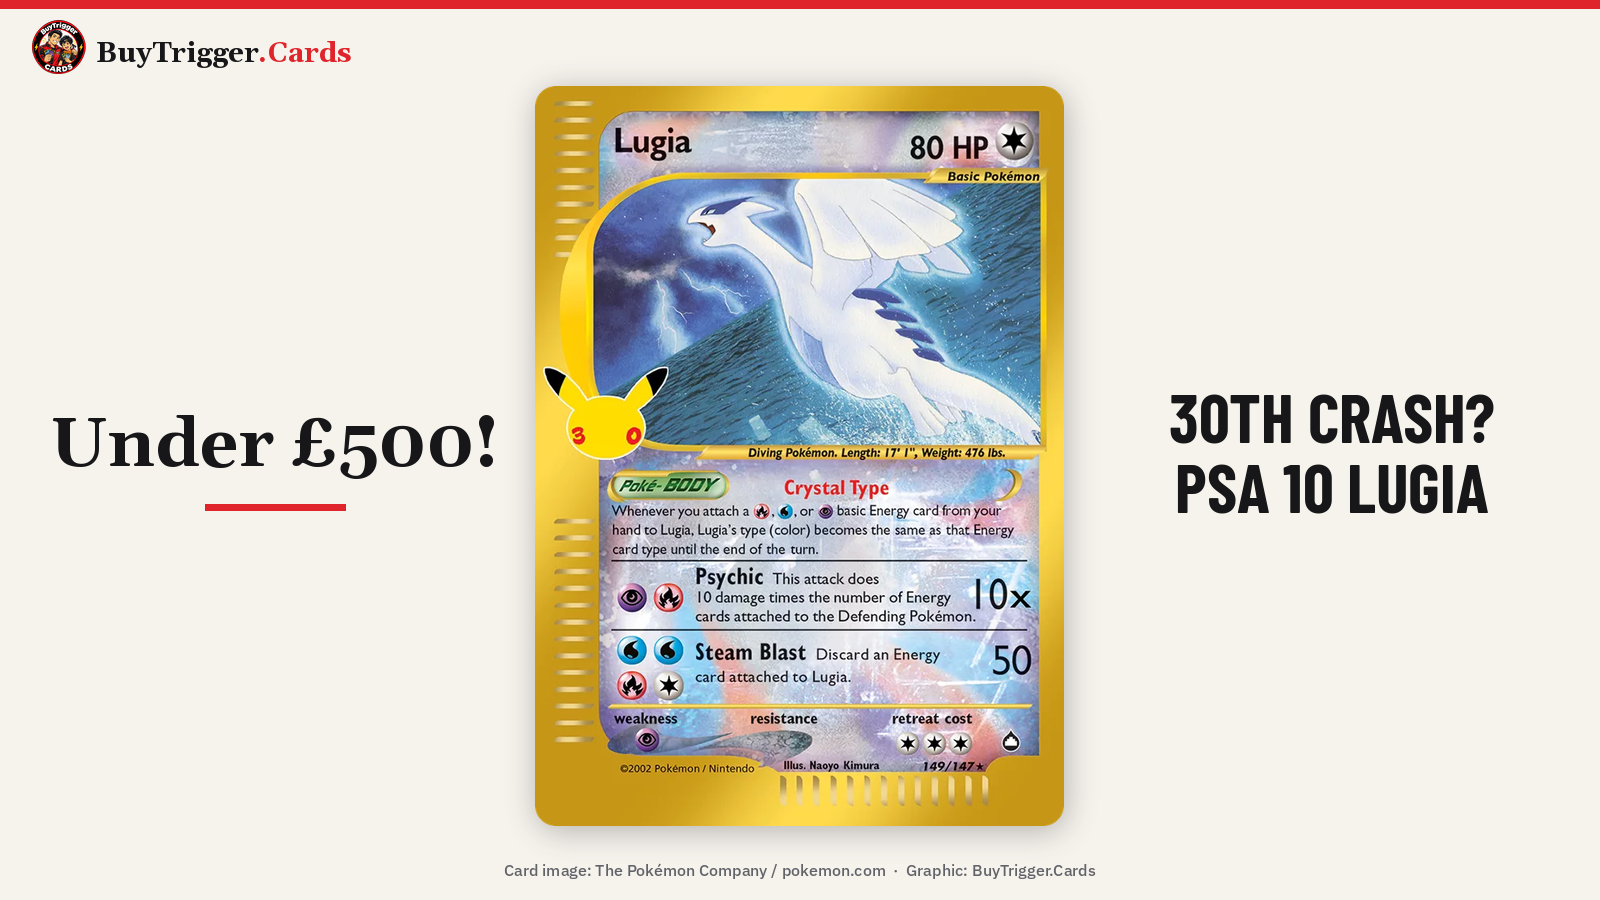 BuyTrigger
CARDS
BuyTrigger.Cards
Under £500!
Lugia
80 HP
Basic Pokémon
3 0
Diving Pokémon. Length: 17' 1", Weight: 476 lbs.
Poké-BODY
Crystal Type
Whenever you attach a , , or basic Energy card from your
hand to Lugia, Lugia's type (color) becomes the same as that Energy
card type until the end of the turn.
Psychic This attack does
10 damage times the number of Energy
cards attached to the Defending Pokémon.
10x
Steam Blast Discard an Energy
card attached to Lugia.
50
weakness resistance retreat cost
©2002 Pokémon / Nintendo
Illus. Naoyo Kimura
149/147★
30TH CRASH?
PSA 10 LUGIA
Card image: The Pokémon Company / pokemon.com · Graphic: BuyTrigger.Cards